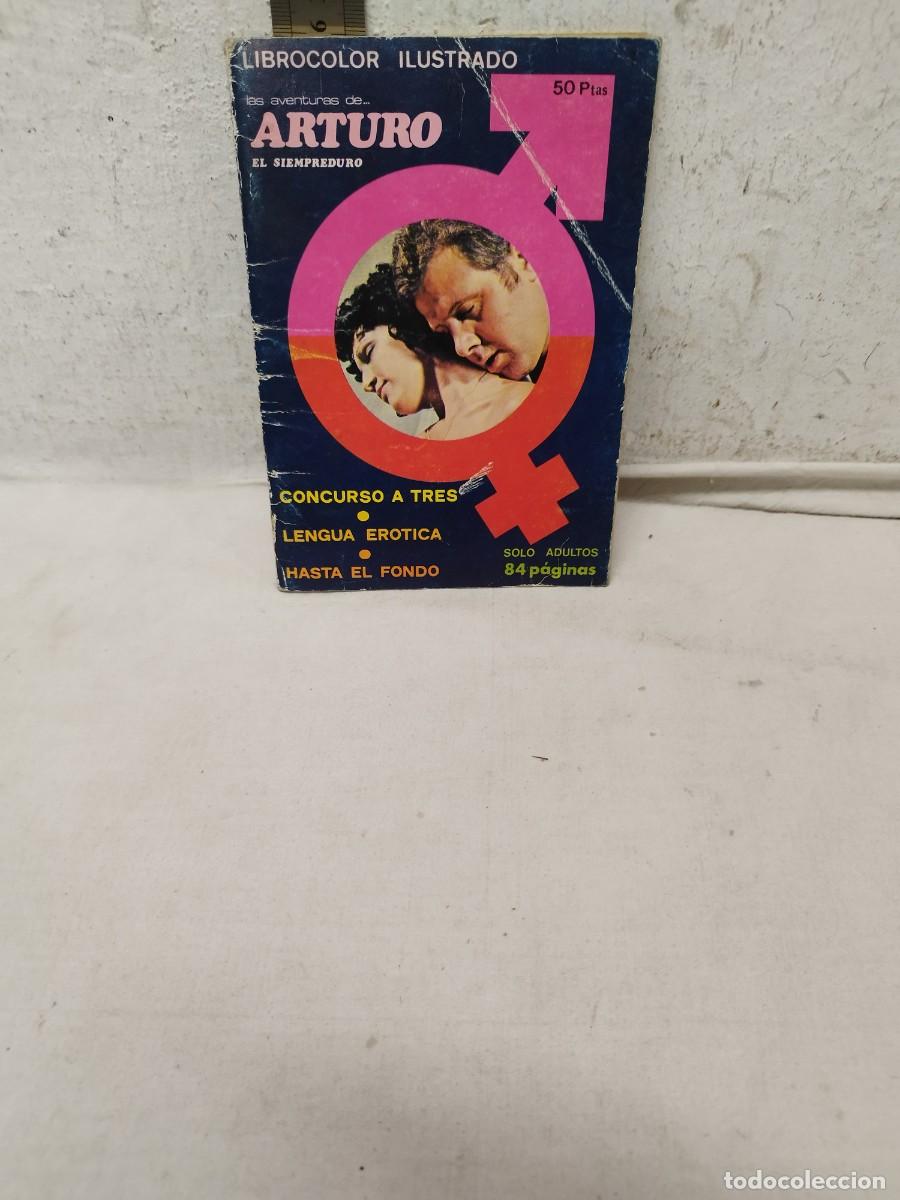 6
LIBROCOLOR ILUSTRADO
50 Ptas
las aventuras de...
ARTURO
EL SIEMPREDURO
CONCURSO A TRES
LENGUA EROTICA
HASTA EL FONDO
SOLO ADULTOS
84 páginas
todocoleccion